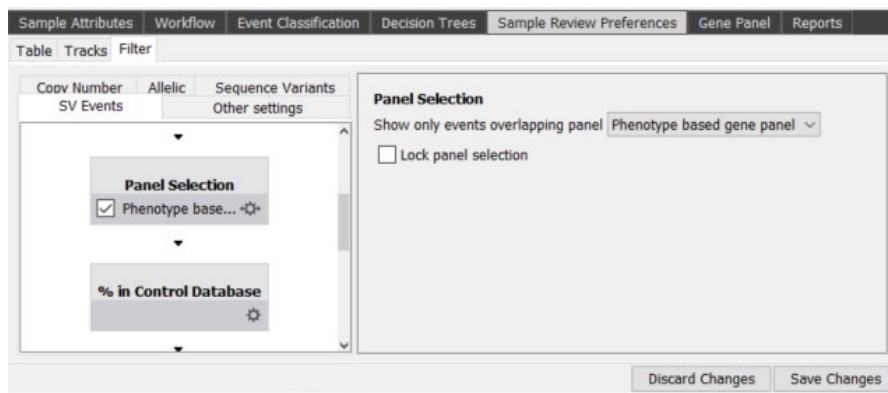 Sample Attributes Workflow Event Classification Decision Trees Sample Review Preferences Gene Panel Reports
Table Tracks Filter
Copy Number Allelic Sequence Variants
SV Events Other settings
Panel Selection
Phenotype base...
% in Control Database
Panel Selection
Show only events overlapping panel Phenotype based gene panel
Lock panel selection
Discard Changes Save Changes